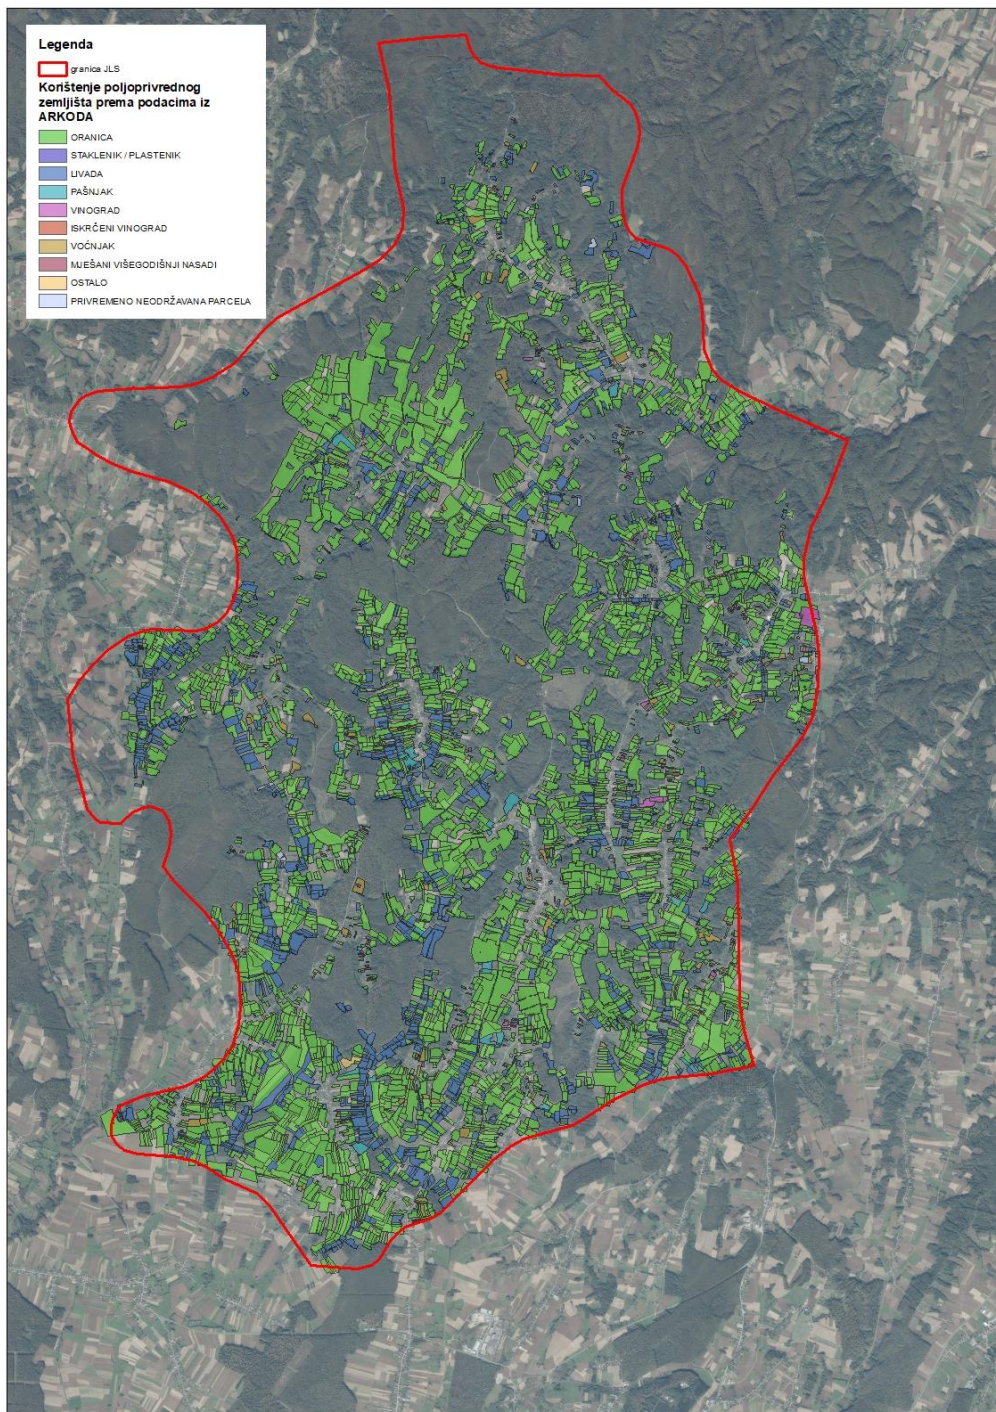 Legenda
granica JLS
Korištenje poljoprivrednog
zemljišta prema podacima iz
ARKODA
ORANICA
STAKLENIK / PLASTENIK
LIVADA
PAŠNJAK
VINOGRAD
ISKRČENI VINOGRAD
VOĆNJAK
MJEŠANI VIŠEGODIŠNJI NASADI
OSTALO
PRIVREMENO NEODRŽAVANA PARCELA